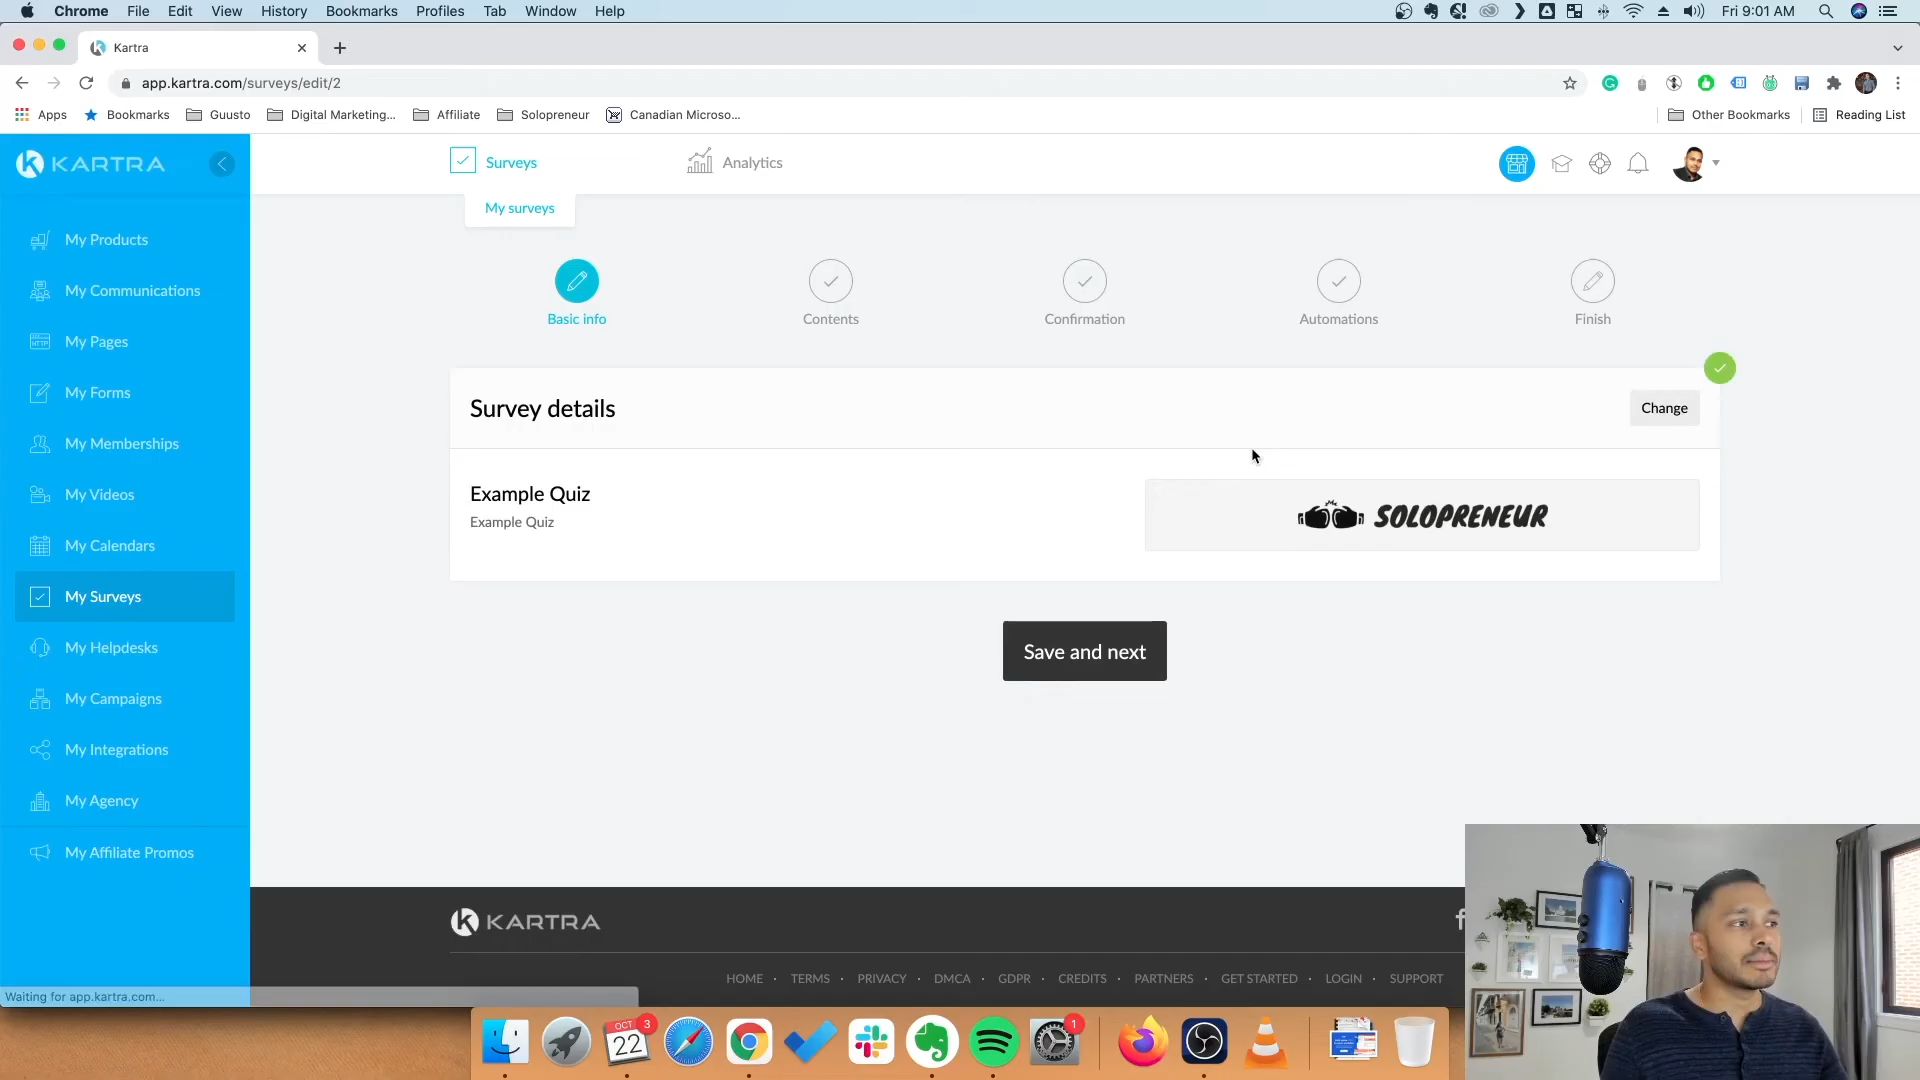 Chrome File Edit View History Bookmarks Profiles Tab Window Help Fri 9:01 AM
Kartra
app.kartra.com/surveys/edit/2
Apps Bookmarks Guusto Digital Marketing... Affiliate Solopreneur Canadian Microso... Other Bookmarks Reading List
KARTRA
Surveys
Analytics
My surveys
My Products
My Communications
My Pages
My Forms
My Memberships
My Videos
My Calendars
My Surveys
My Helpdesks
My Campaigns
My Integrations
My Agency
My Affiliate Promos
Basic info
Contents
Confirmation
Automations
Finish
Survey details
Change
Example Quiz
Example Quiz
SOLOPRENEUR
Save and next
KARTRA
HOME · TERMS · PRIVACY · DMCA · GDPR · CREDITS · PARTNERS · GET STARTED · LOGIN · SUPPORT
Waiting for app.kartra.com...
OCT
22
3
1